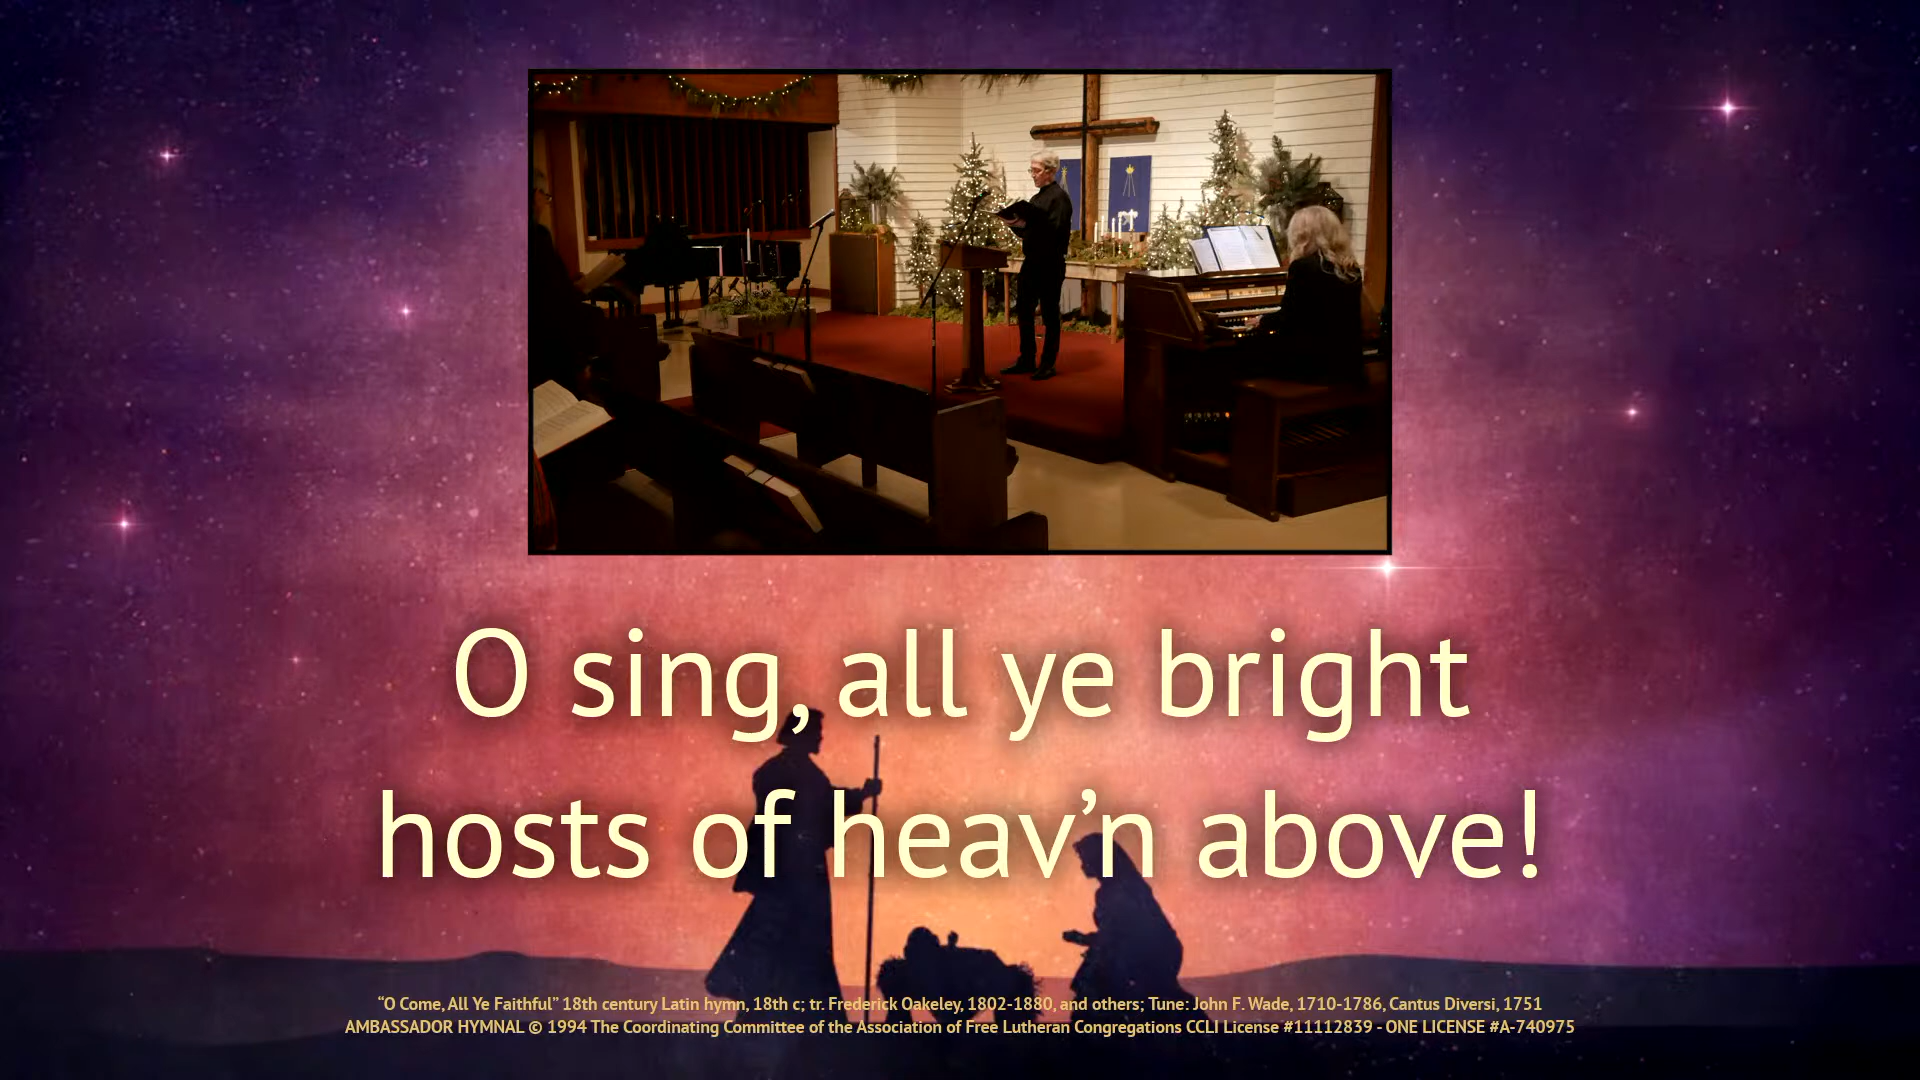 O sing, all ye bright
hosts of heav’n above!
“O Come, All Ye Faithful” 18th century Latin hymn, 18th c; tr. Frederick Oakeley, 1802-1880, and others; Tune: John F. Wade, 1710-1786, Cantus Diversi, 1751
AMBASSADOR HYMNAL © 1994 The Coordinating Committee of the Association of Free Lutheran Congregations CCLI License #11112839 - ONE LICENSE #A-740975